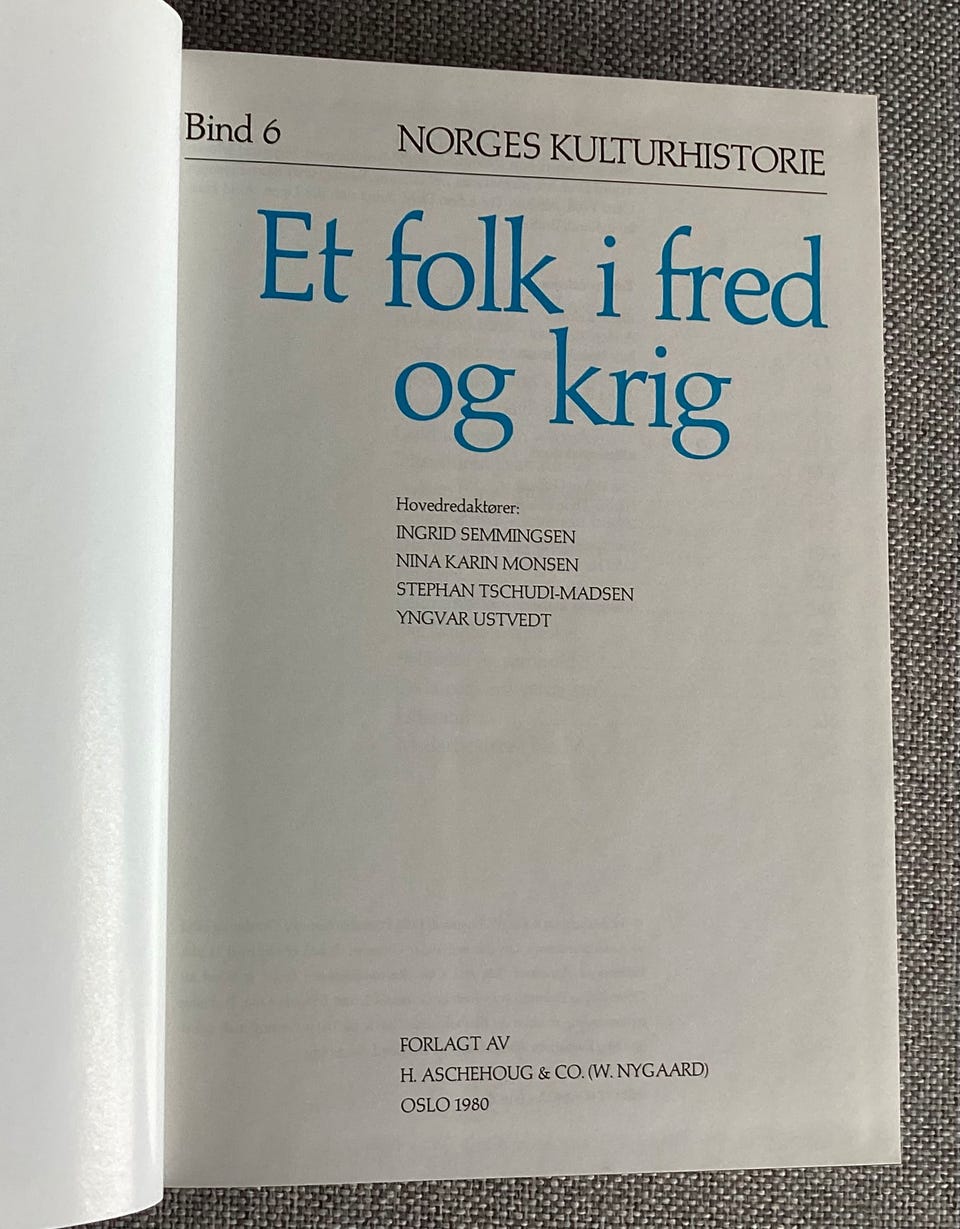 Bind 6 NORGES KULTURHISTORIE
Et folk i fred
og krig
Hovedredaktører:
INGRID SEMMINGSEN
NINA KARIN MONSEN
STEPHAN TSCHUDI-MADSEN
YNGVAR USTVEDT
FORLAGT AV
H. ASCHEHOUG & CO. (W. NYGAARD)
OSLO 1980